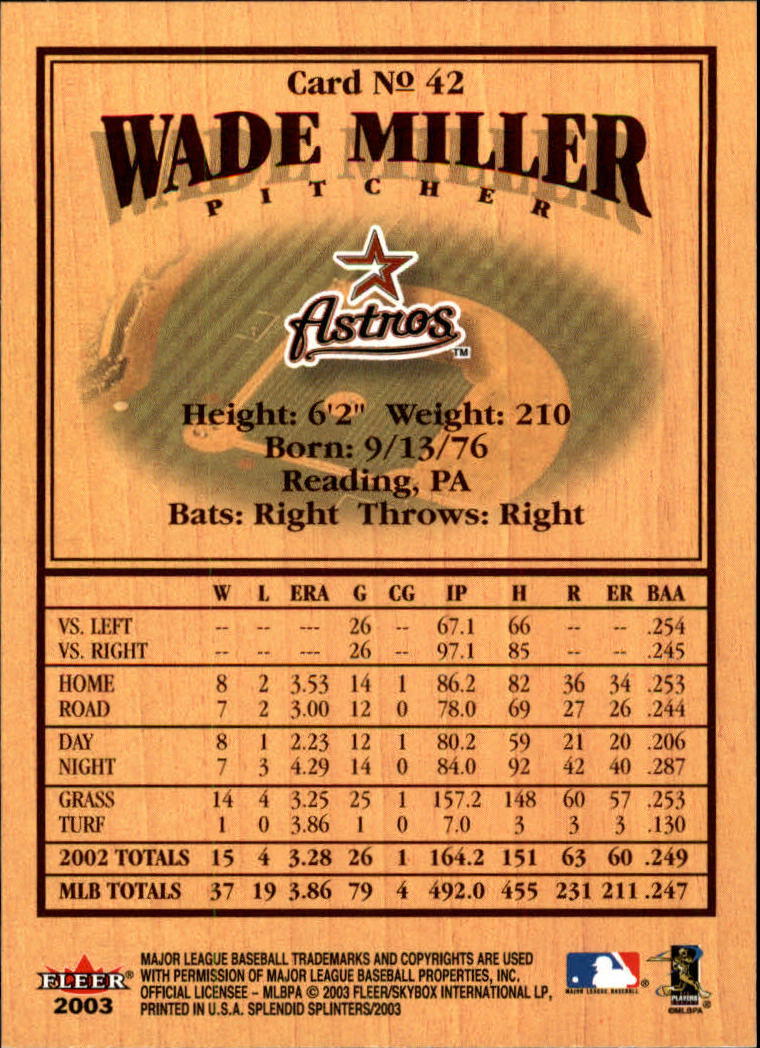 Card No 42
WADE MILLER
PITCHER
Astros TM
Height: 6'2" Weight: 210
Born: 9/13/76
Reading, PA
Bats: Right Throws: Right
W L ERA G CG IP H R ER BAA
VS. LEFT -- -- --- 26 -- 67.1 66 -- -- .254
VS. RIGHT -- -- --- 26 -- 97.1 85 -- -- .245
HOME 8 2 3.53 14 1 86.2 82 36 34 .253
ROAD 7 2 3.00 12 0 78.0 69 27 26 .244
DAY 8 1 2.23 12 1 80.2 59 21 20 .206
NIGHT 7 3 4.29 14 0 84.0 92 42 40 .287
GRASS 14 4 3.25 25 1 157.2 148 60 57 .253
TURF 1 0 3.86 1 0 7.0 3 3 3 .130
2002 TOTALS 15 4 3.28 26 1 164.2 151 63 60 .249
MLB TOTALS 37 19 3.86 79 4 492.0 455 231 211 .247
FLEER®
2003
MAJOR LEAGUE BASEBALL TRADEMARKS AND COPYRIGHTS ARE USED
WITH PERMISSION OF MAJOR LEAGUE BASEBALL PROPERTIES, INC.
OFFICIAL LICENSEE – MLBPA © 2003 FLEER/SKYBOX INTERNATIONAL LP,
PRINTED IN U.S.A. SPLENDID SPLINTERS/2003
MAJOR LEAGUE BASEBALL ®
PLAYERS ®
©MLBPA